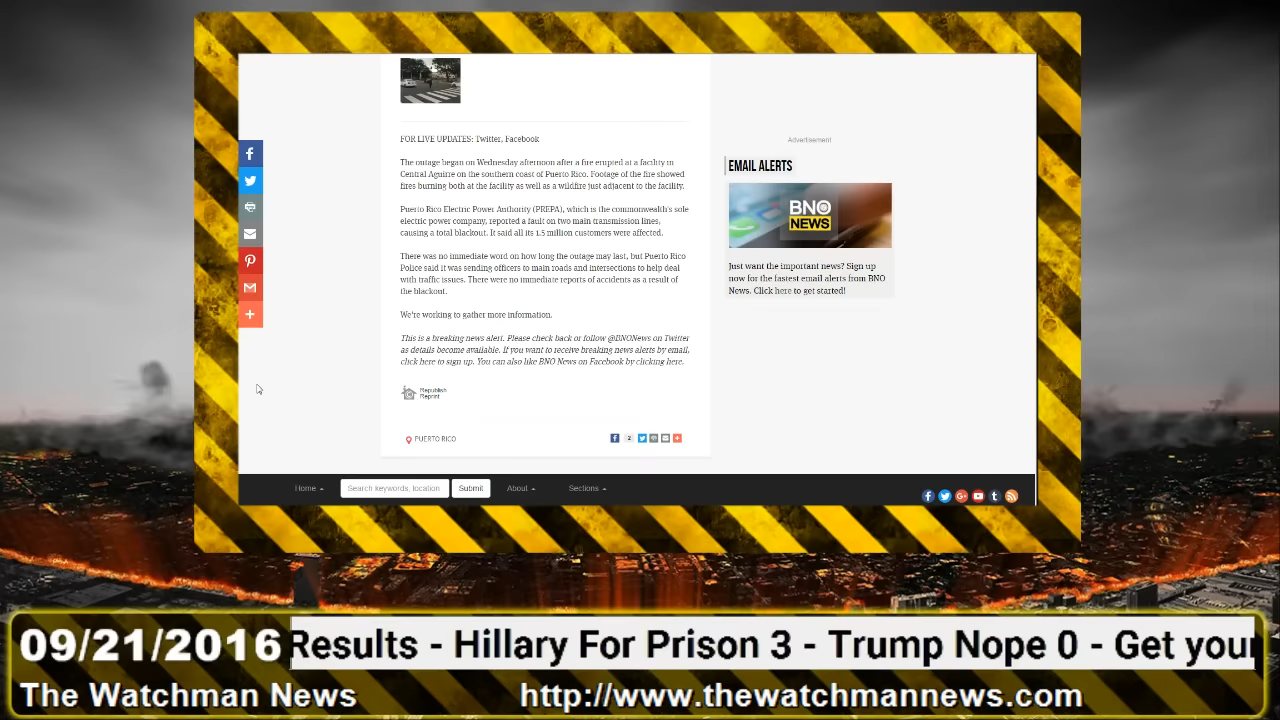 FOR LIVE UPDATES: Twitter, Facebook
The outage began on Wednesday afternoon after a fire erupted at a facility in
Central Aguirre on the southern coast of Puerto Rico. Footage of the fire showed
fires burning both at the facility as well as a wildfire just adjacent to the facility.
Puerto Rico Electric Power Authority (PREPA), which is the commonwealth's sole
electric power company, reported a fault on two main transmission lines,
causing a total blackout. It said all its 1.5 million customers were affected.
There was no immediate word on how long the outage may last, but Puerto Rico
Police said it was sending officers to main roads and intersections to help deal
with traffic issues. There were no immediate reports of accidents as a result of
the blackout.
We're working to gather more information.
This is a breaking news alert. Please check back or follow @BNONews on Twitter
as details become available. If you want to receive breaking news alerts by email,
click here to sign up. You can also like BNO News on Facebook by clicking here.
Republish
Reprint
PUERTO RICO
2
Advertisement
EMAIL ALERTS
BNO
NEWS
Just want the important news? Sign up
now for the fastest email alerts from BNO
News. Click here to get started!
Home
Search keywords, location
Submit
About
Sections
09/21/2016
Results - Hillary For Prison 3 - Trump Nope 0 - Get your
The Watchman News
http://www.thewatchmannews.com